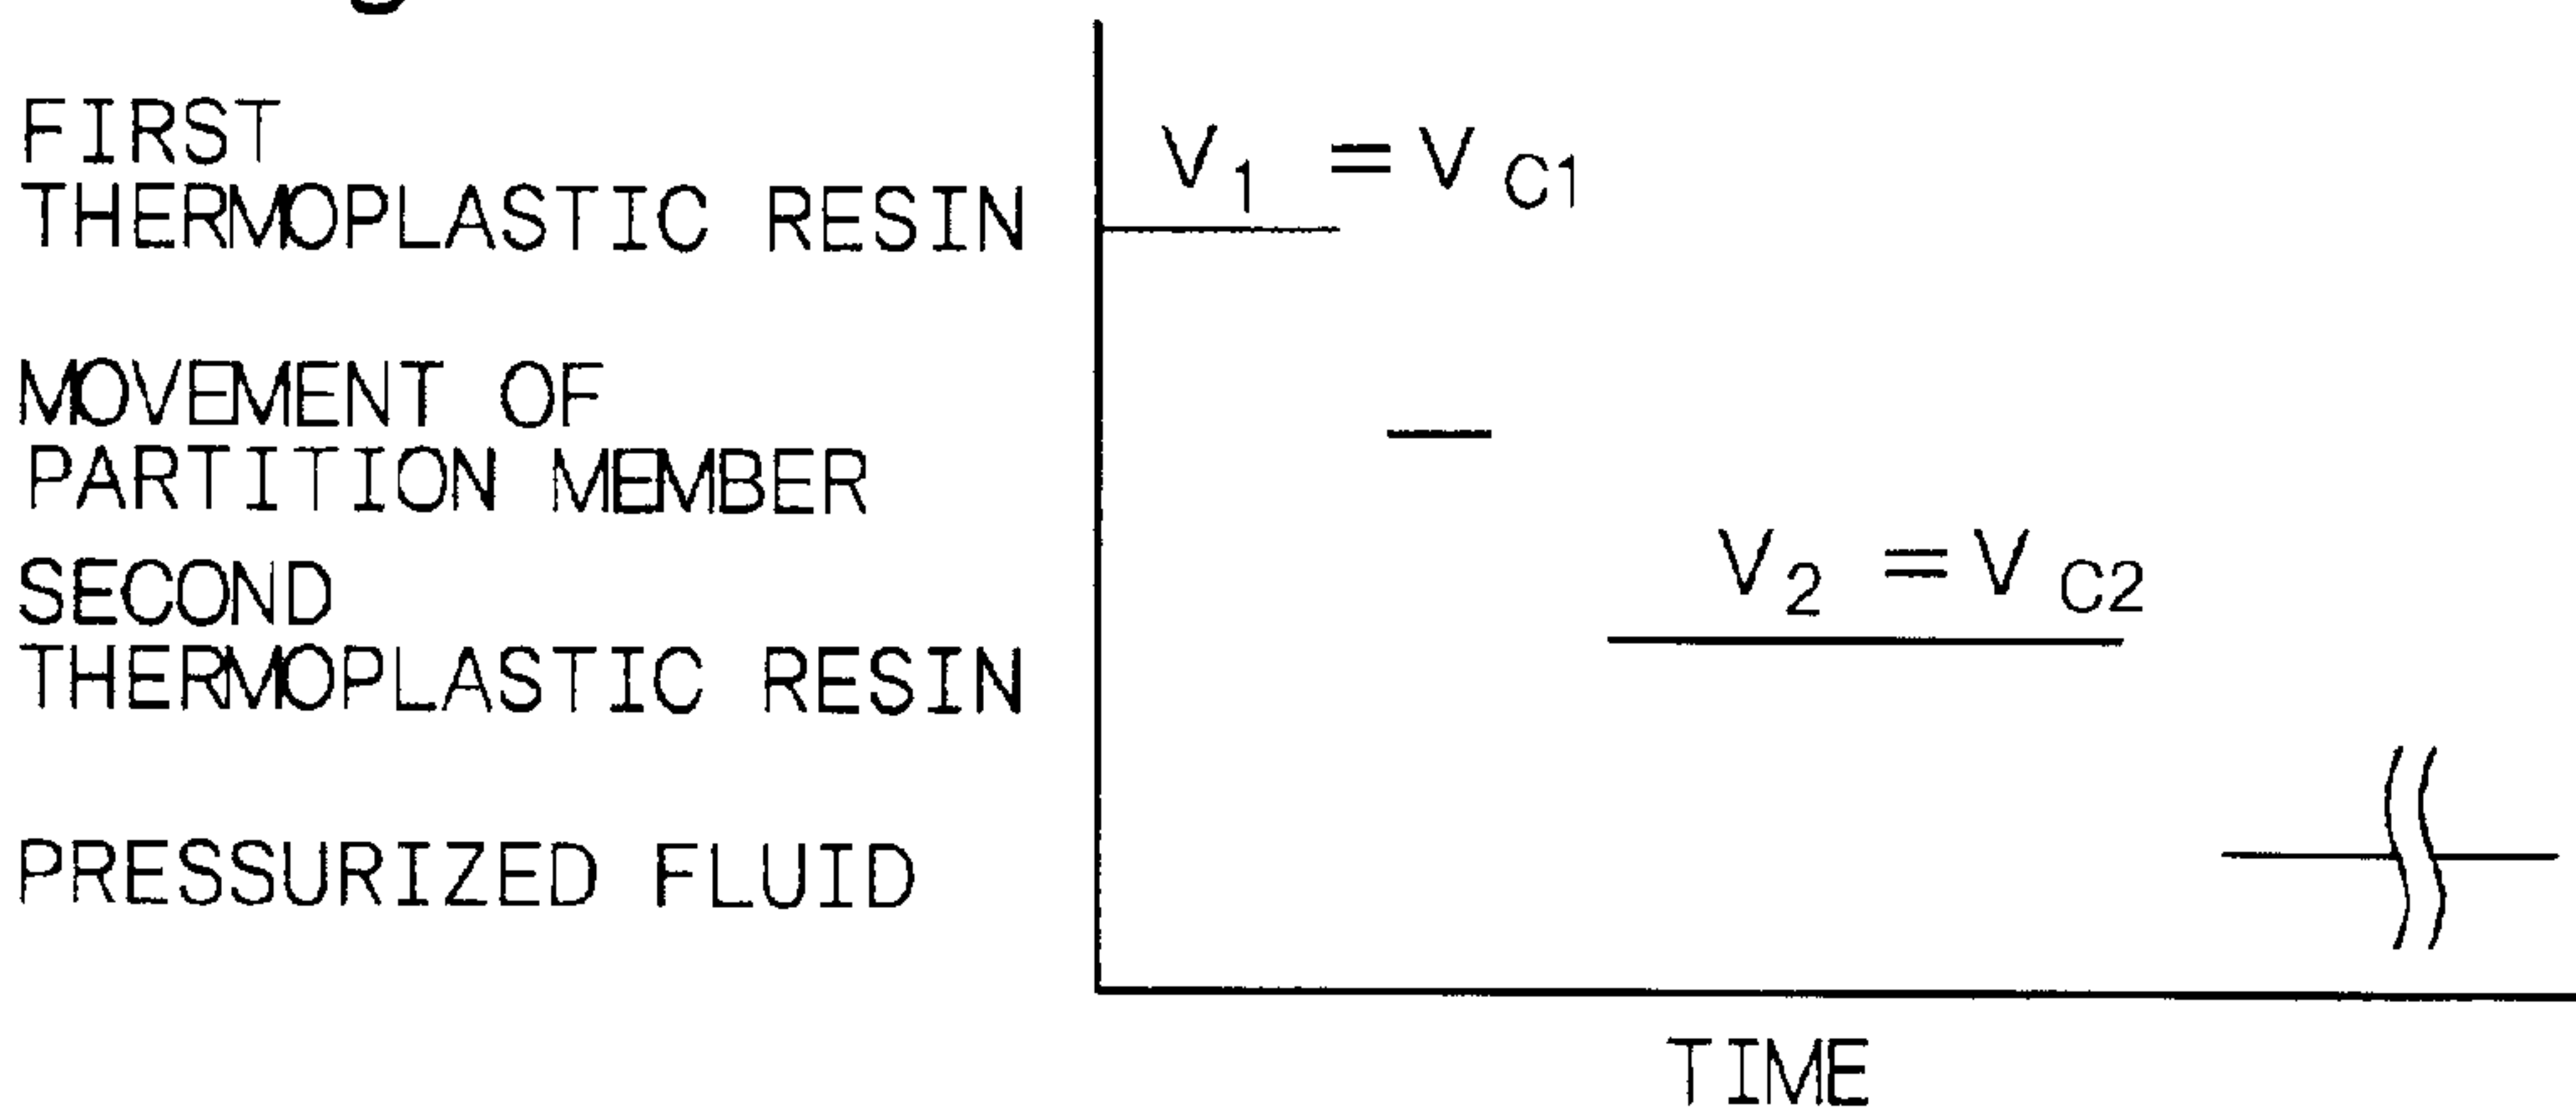 FIRST
THERMOPLASTIC RESIN
V1 = VC1
MOVEMENT OF
PARTITION MEMBER
SECOND
THERMOPLASTIC RESIN
V2 = VC2
PRESSURIZED FLUID
TIME